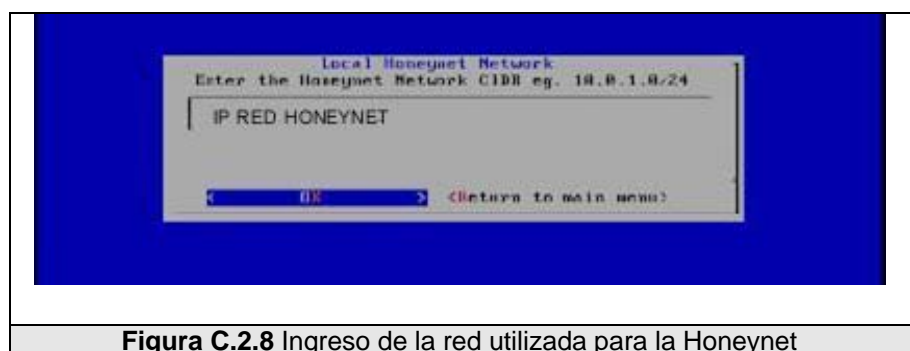 Local Honeynet Network
Enter the Honeynet Network CIDR eg. 10.0.1.0/24
IP RED HONEYNET
< OK > <Return to main menu>
Figura C.2.8 Ingreso de la red utilizada para la Honeynet